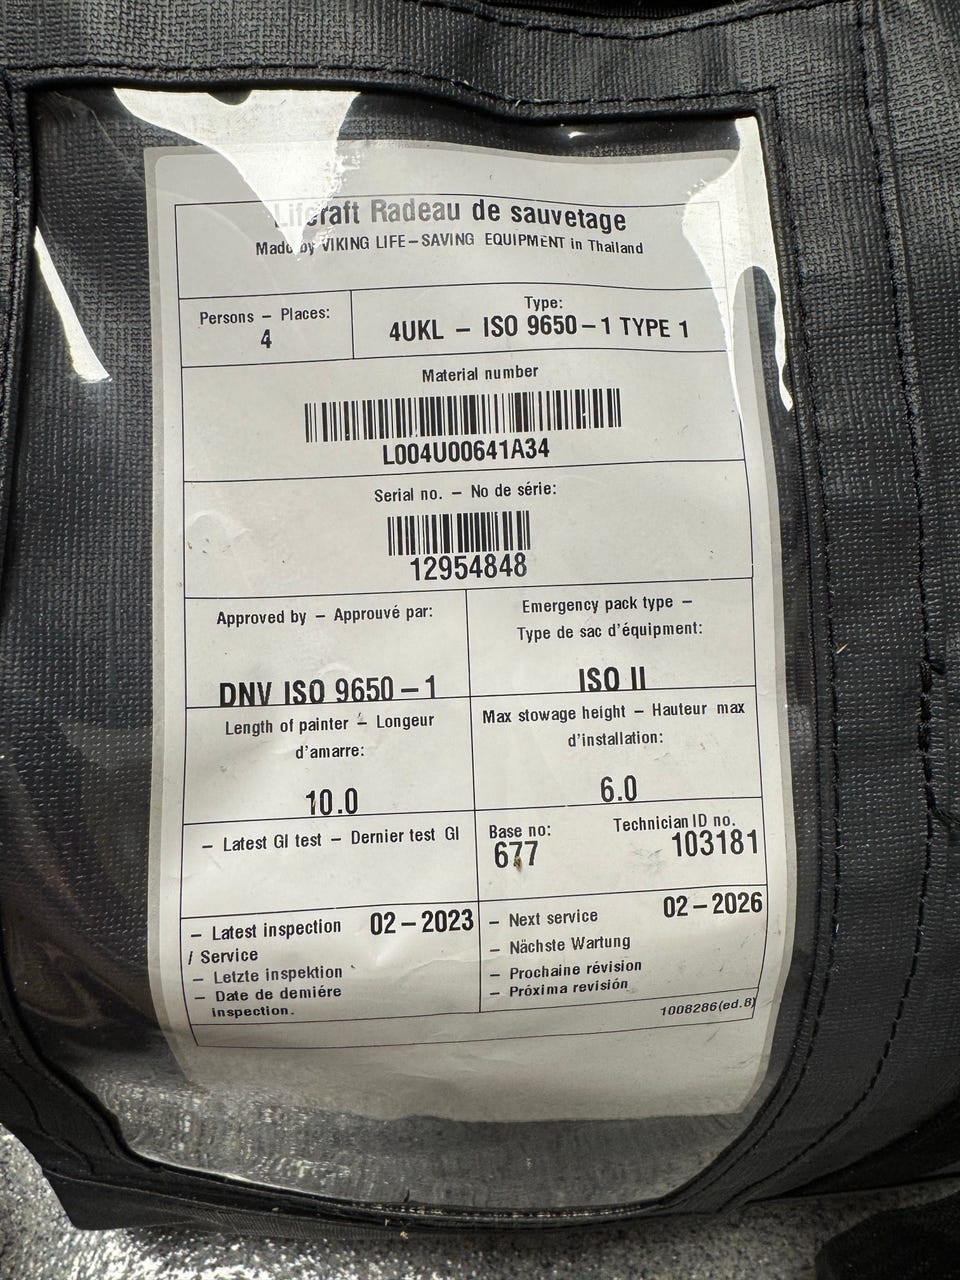 Liferaft Radeau de sauvetage
Made by VIKING LIFE-SAVING EQUIPMENT in Thailand
Persons - Places:
4
Type:
4UKL - ISO 9650-1 TYPE 1
Material number
L004U00641A34
Serial no. - No de série:
12954848
Approved by - Approuvé par:
DNV ISO 9650-1
Emergency pack type -
Type de sac d'équipment:
ISO II
Length of painter - Longeur
d'amarre:
10.0
Max stowage height - Hauteur max
d'installation:
6.0
- Latest GI test - Dernier test GI
Base no:
677
Technician ID no.
103181
- Latest inspection 02-2023
/ Service
- Letzte inspektion
- Date de demiére
inspection.
- Next service 02-2026
- Nächste Wartung
- Prochaine révision
- Próxima revisión
1008286(ed.8)